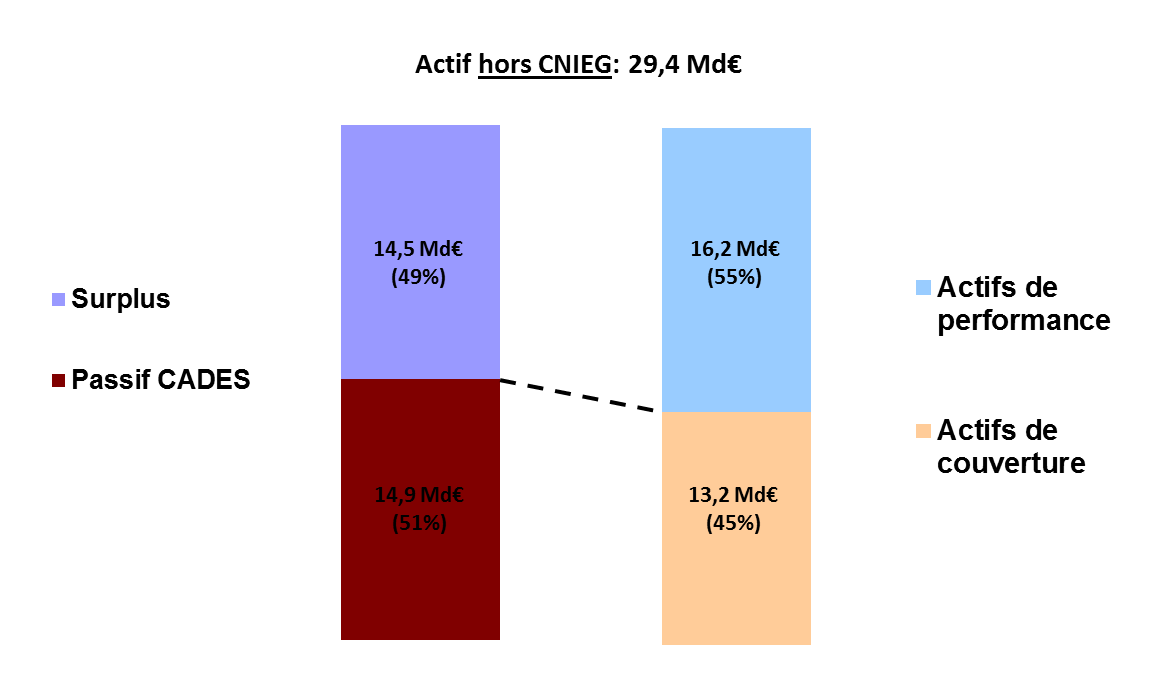 Actif hors CNIEG: 29,4 Md€
14,5 Md€
(49%)
16,2 Md€
(55%)
Surplus
Passif CADES
Actifs de
performance
Actifs de
couverture
14,9 Md€
(51%)
13,2 Md€
(45%)